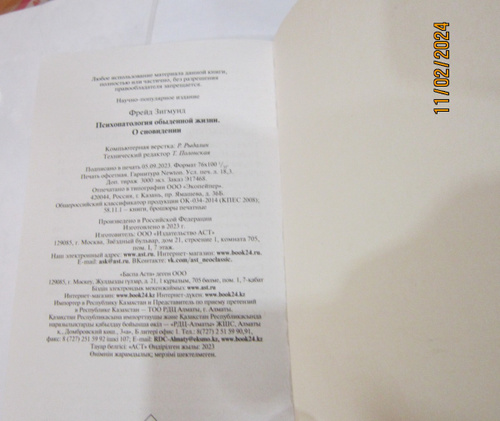 Любое использование материала данной книги,
полностью или частично, без разрешения
правообладателя запрещается.
Научно-популярное издание
Фрейд Зигмунд
Психопатология обыденной жизни.
О сновидении
Компьютерная верстка: Р. Рыдалин
Технический редактор Т. Полонская
Подписано в печать 05.09.2023. Формат 76х100
Печать офсетная. Гарнитура Newton. Усл. печ. л. 18,3.
Доп. тираж 3000 экз. Заказ Э17468.
Отпечатано в типографии ООО «Экопейпер».
420044, Россия, г. Казань, пр. Ямашева, д. 36Б.
Общероссийский классификатор продукции ОК-034-2014 (КПЕС 2008);
58.11.1 — книги, брошюры печатные
Произведено в Российской Федерации
Изготовлено в 2023 г.
Изготовитель: ООО «Издательство АСТ»
129085, г. Москва, Звёздный бульвар, дом 21, строение 1, комната 705,
пом. I, 7 этаж.
Наш электронный адрес: www.ast.ru. Интернет-магазин: www.book24.ru.
E-mail: ask@ast.ru. ВКонтакте: vk.com/ast_neoclassic.
«Баспа Аста» деген ООО
129085, г. Мәскеу, Жұлдызды гүлзар, д. 21, 1 құрылым, 705 бөлме, пом. 1, 7-қабат
Біздің электрондық мекенжайымыз: www.ast.ru
Интернет-магазин: www.book24.kz Интернет-дүкен: www.book24.kz
Импортер в Республику Казахстан и Представитель по приему претензий
в Республике Казахстан — ТОО РДЦ Алматы, г. Алматы.
Қазақстан Республикасына импорттаушы және Қазақстан Республикасында
наразылықтарды қабылдау бойынша өкіл — «РДЦ-Алматы» ЖШС, Алматы
қ., Домбровский көш., 3«а», Б литері офис 1. Тел.: 8(727) 2 51 59 90,91,
факс: 8 (727) 251 59 92 ішкі 107; E-mail: RDC-Almaty@eksmo.kz, www.book24.kz
Тауар белгісі: «АСТ» Өндірілген жылы: 2023
Өнімнің жарамдылық мерзімі шектелмеген.
11/02/2024